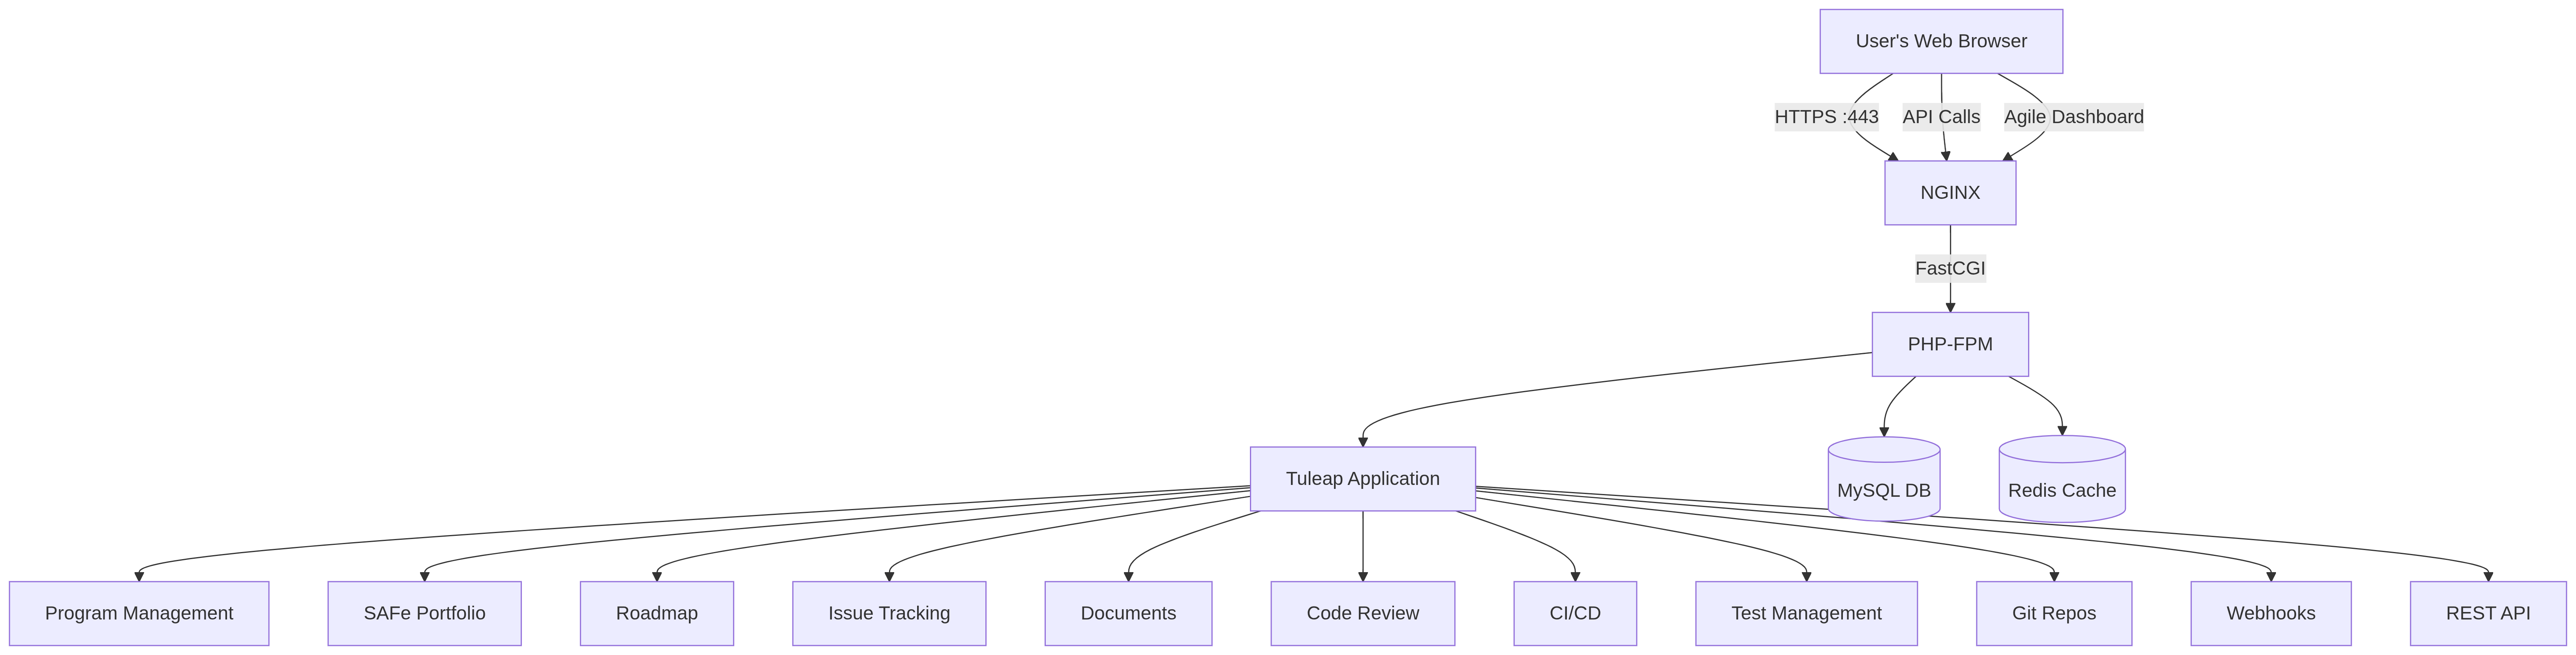 User's Web Browser
HTTPS :443
API Calls
Agile Dashboard
NGINX
FastCGI
PHP-FPM
Tuleap Application
MySQL DB
Redis Cache
Program Management
SAFe Portfolio
Roadmap
Issue Tracking
Documents
Code Review
CI/CD
Test Management
Git Repos
Webhooks
REST API